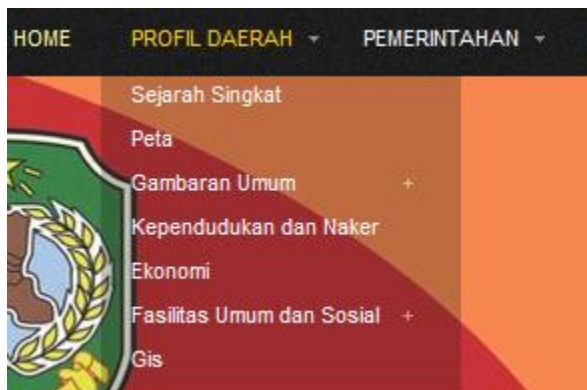 HOME PROFIL DAERAH PEMERINTAHAN
Sejarah Singkat
Peta
Gambaran Umum +
Kependudukan dan Naker
Ekonomi
Fasilitas Umum dan Sosial +
Gis